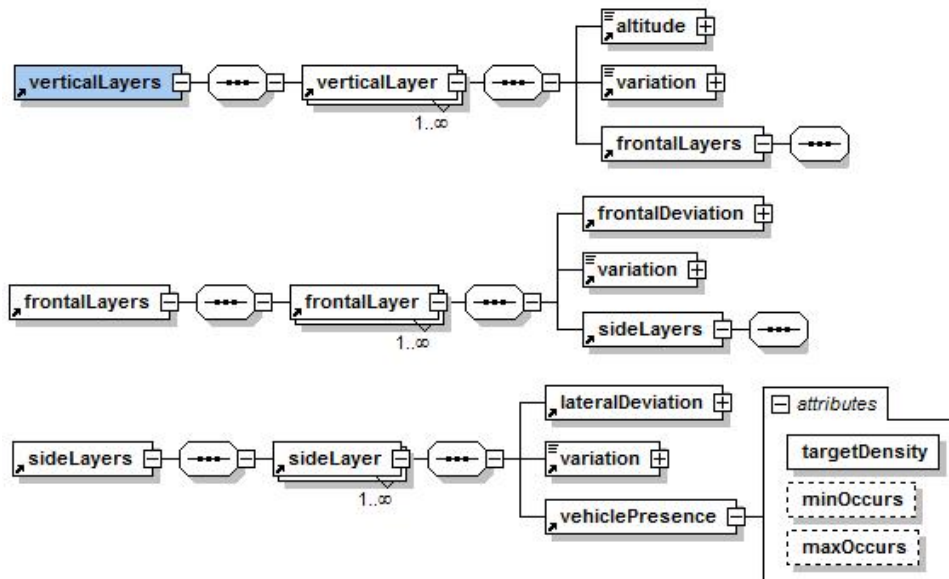 altitude
verticalLayers
verticalLayer
variation
1..∞
frontalLayers
frontalDeviation
frontalLayers
frontalLayer
variation
1..∞
sideLayers
lateralDeviation
attributes
sideLayers
sideLayer
variation
targetDensity
1..∞
vehiclePresence
minOccurs
maxOccurs